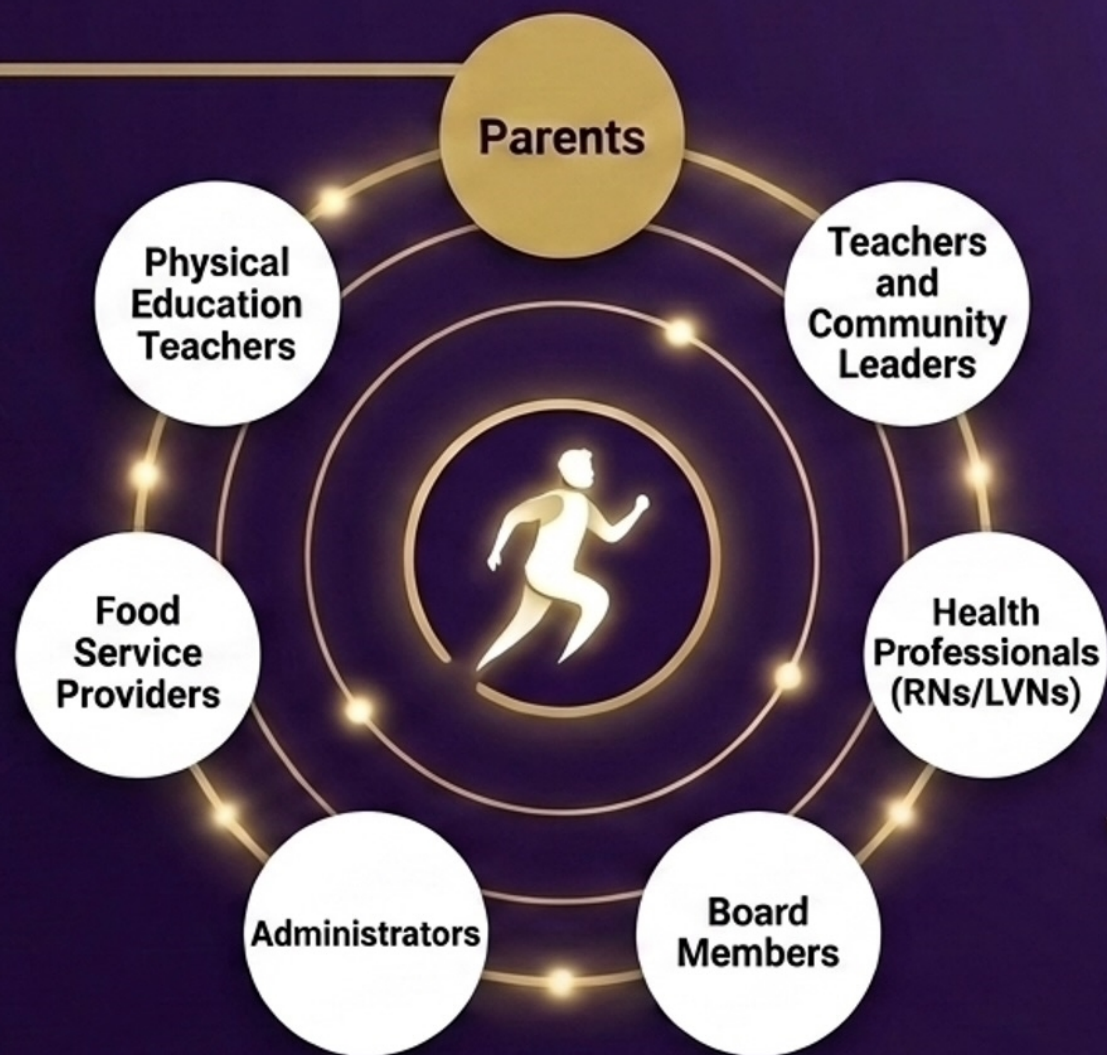 Parents
Teachers
and
Community
Leaders
Health
Professionals
(RNs/LVNs)
Board
Members
Administrators
Food
Service
Providers
Physical
Education
Teachers